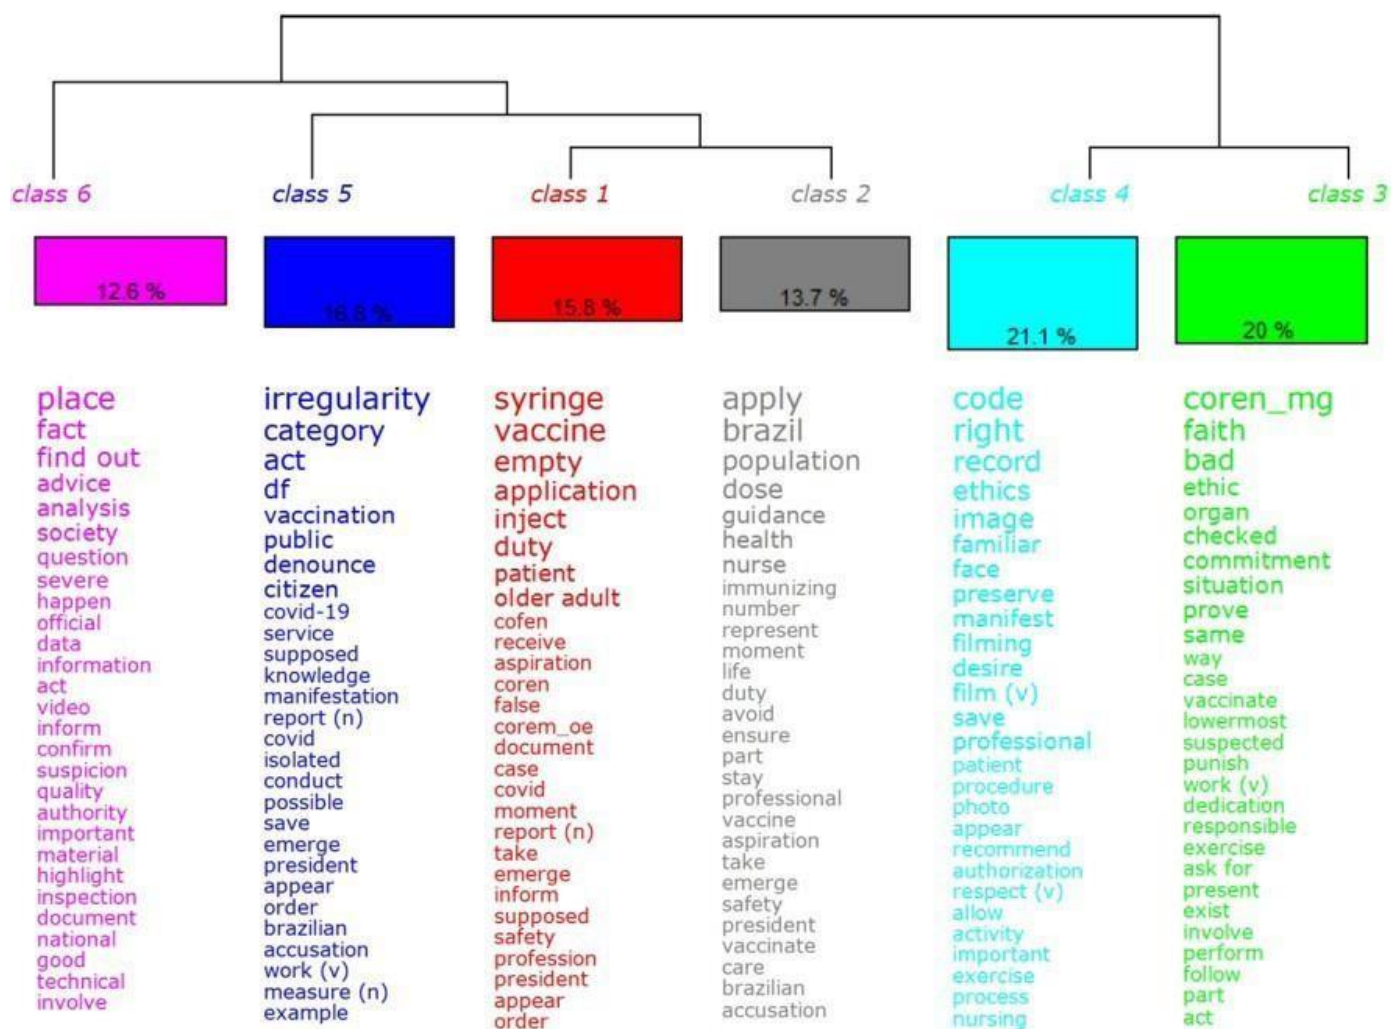 class 6
class 5
class 1
class 2
class 4
class 3
12.6 %
16.8 %
15.8 %
13.7 %
21.1 %
20 %
place
fact
find out
advice
analysis
society
question
severe
happen
official
data
information
act
video
inform
confirm
suspicion
quality
authority
important
material
highlight
inspection
document
national
good
technical
involve
irregularity
category
act
df
vaccination
public
denounce
citizen
covid-19
service
supposed
knowledge
manifestation
report (n)
covid
isolated
conduct
possible
save
emerge
president
appear
order
brazilian
accusation
work (v)
measure (n)
example
syringe
vaccine
empty
application
inject
duty
patient
older adult
cofen
receive
aspiration
coren
false
corem_oe
document
case
covid
moment
report (n)
take
emerge
inform
supposed
safety
profession
president
appear
order
apply
brazil
population
dose
guidance
health
nurse
immunizing
number
represent
moment
life
duty
avoid
ensure
part
stay
professional
vaccine
aspiration
take
emerge
safety
president
vaccinate
care
brazilian
accusation
code
right
record
ethics
image
familiar
face
preserve
manifest
filming
desire
film (v)
save
professional
patient
procedure
photo
appear
recommend
authorization
respect (v)
allow
activity
important
exercise
process
nursing
coren_mg
faith
bad
ethic
organ
checked
commitment
situation
prove
same
way
case
vaccinate
lowermost
suspected
punish
work (v)
dedication
responsible
exercise
ask for
present
exist
involve
perform
follow
part
act